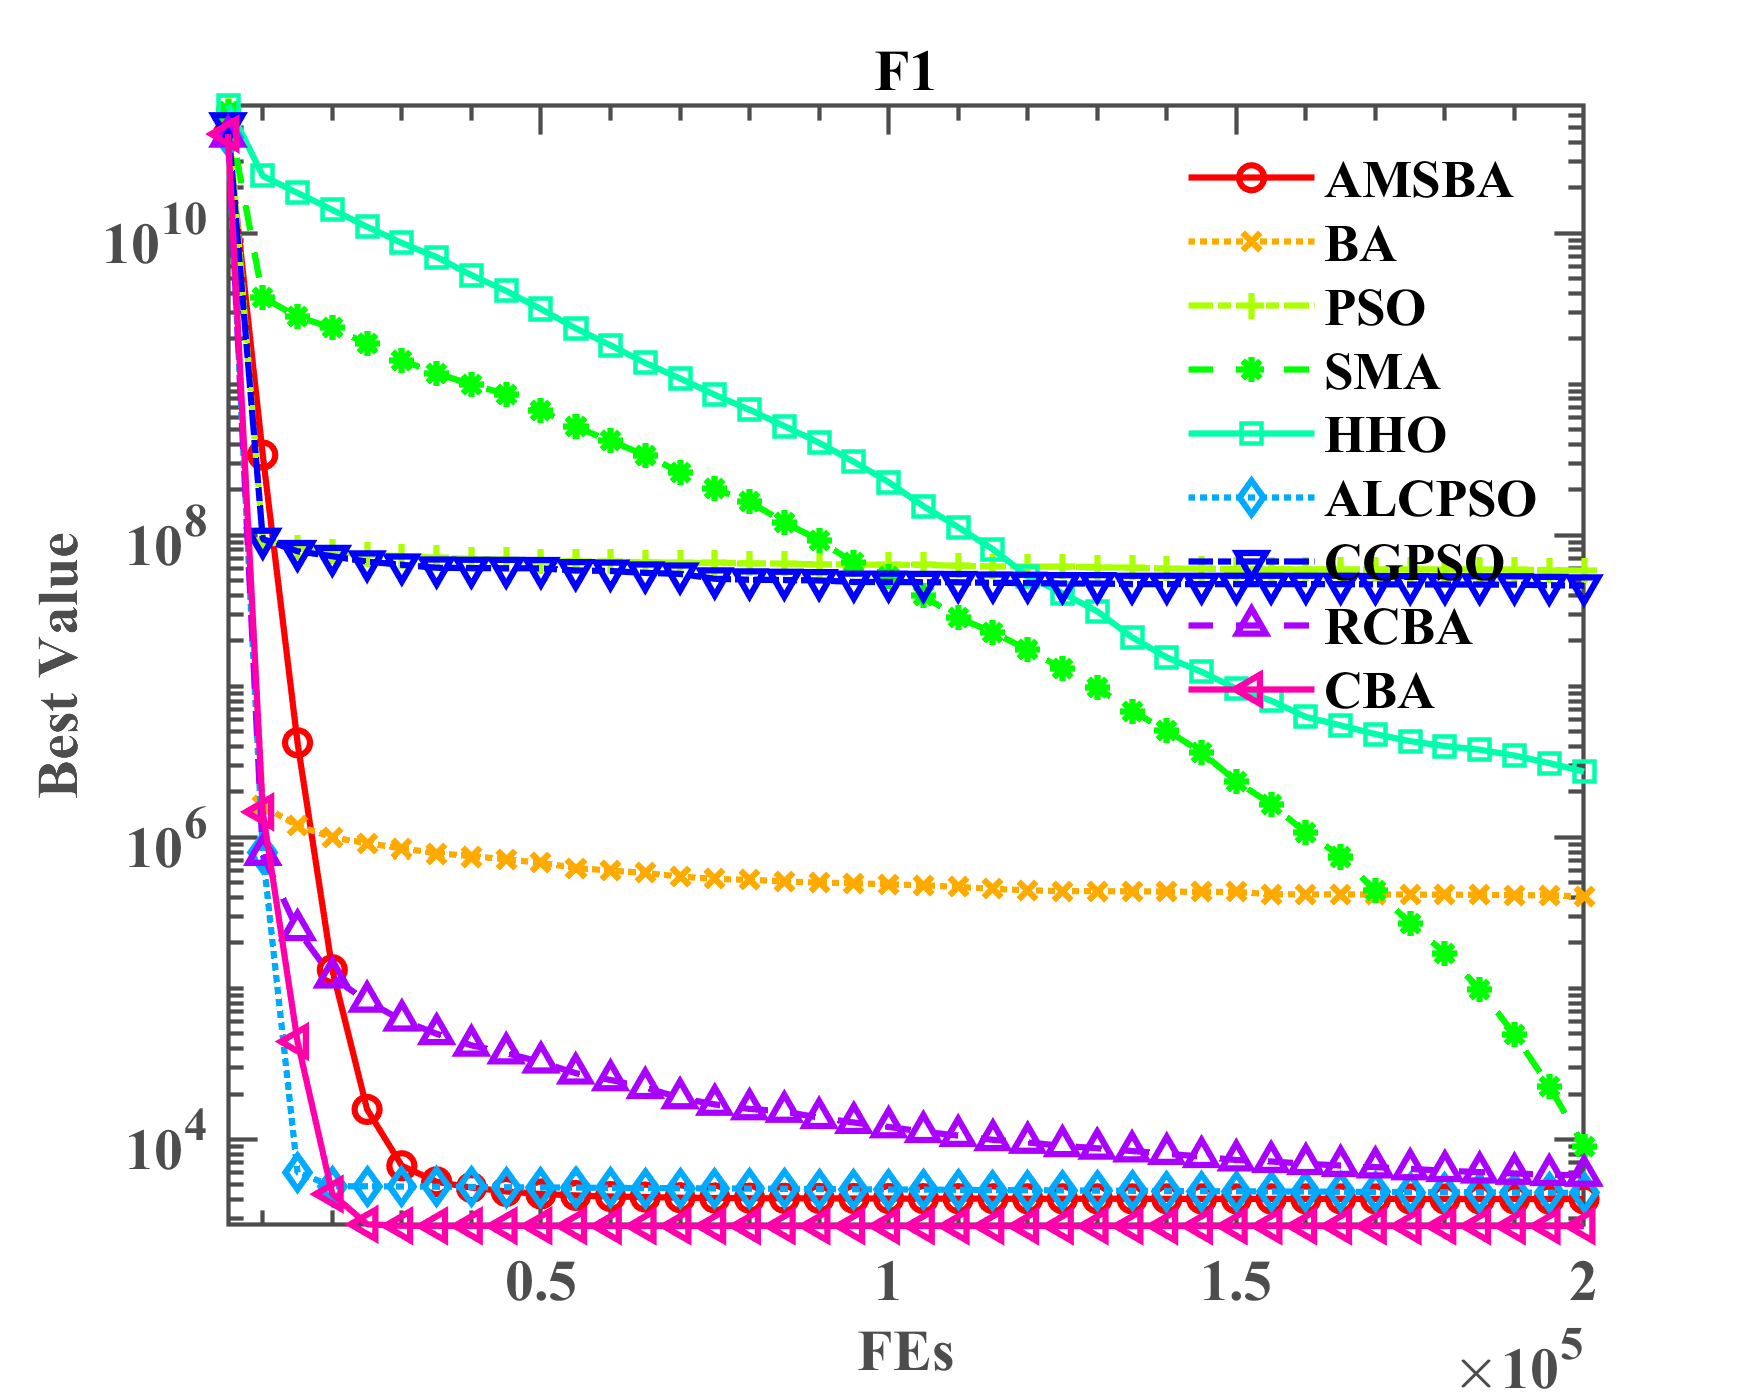 F1
Best Value
10^10
10^8
10^6
10^4
AMSBA
BA
PSO
SMA
HHO
ALCPSO
CGPSO
RCBA
CBA
0.5 1 1.5 2
FEs
×10^5